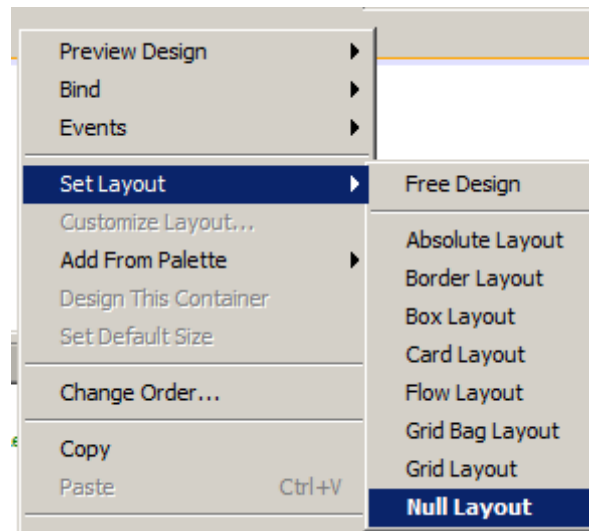 Preview Design
Bind
Events
Set Layout
Customize Layout...
Add From Palette
Design This Container
Set Default Size
Change Order...
Copy
Paste Ctrl+V
Free Design
Absolute Layout
Border Layout
Box Layout
Card Layout
Flow Layout
Grid Bag Layout
Grid Layout
Null Layout